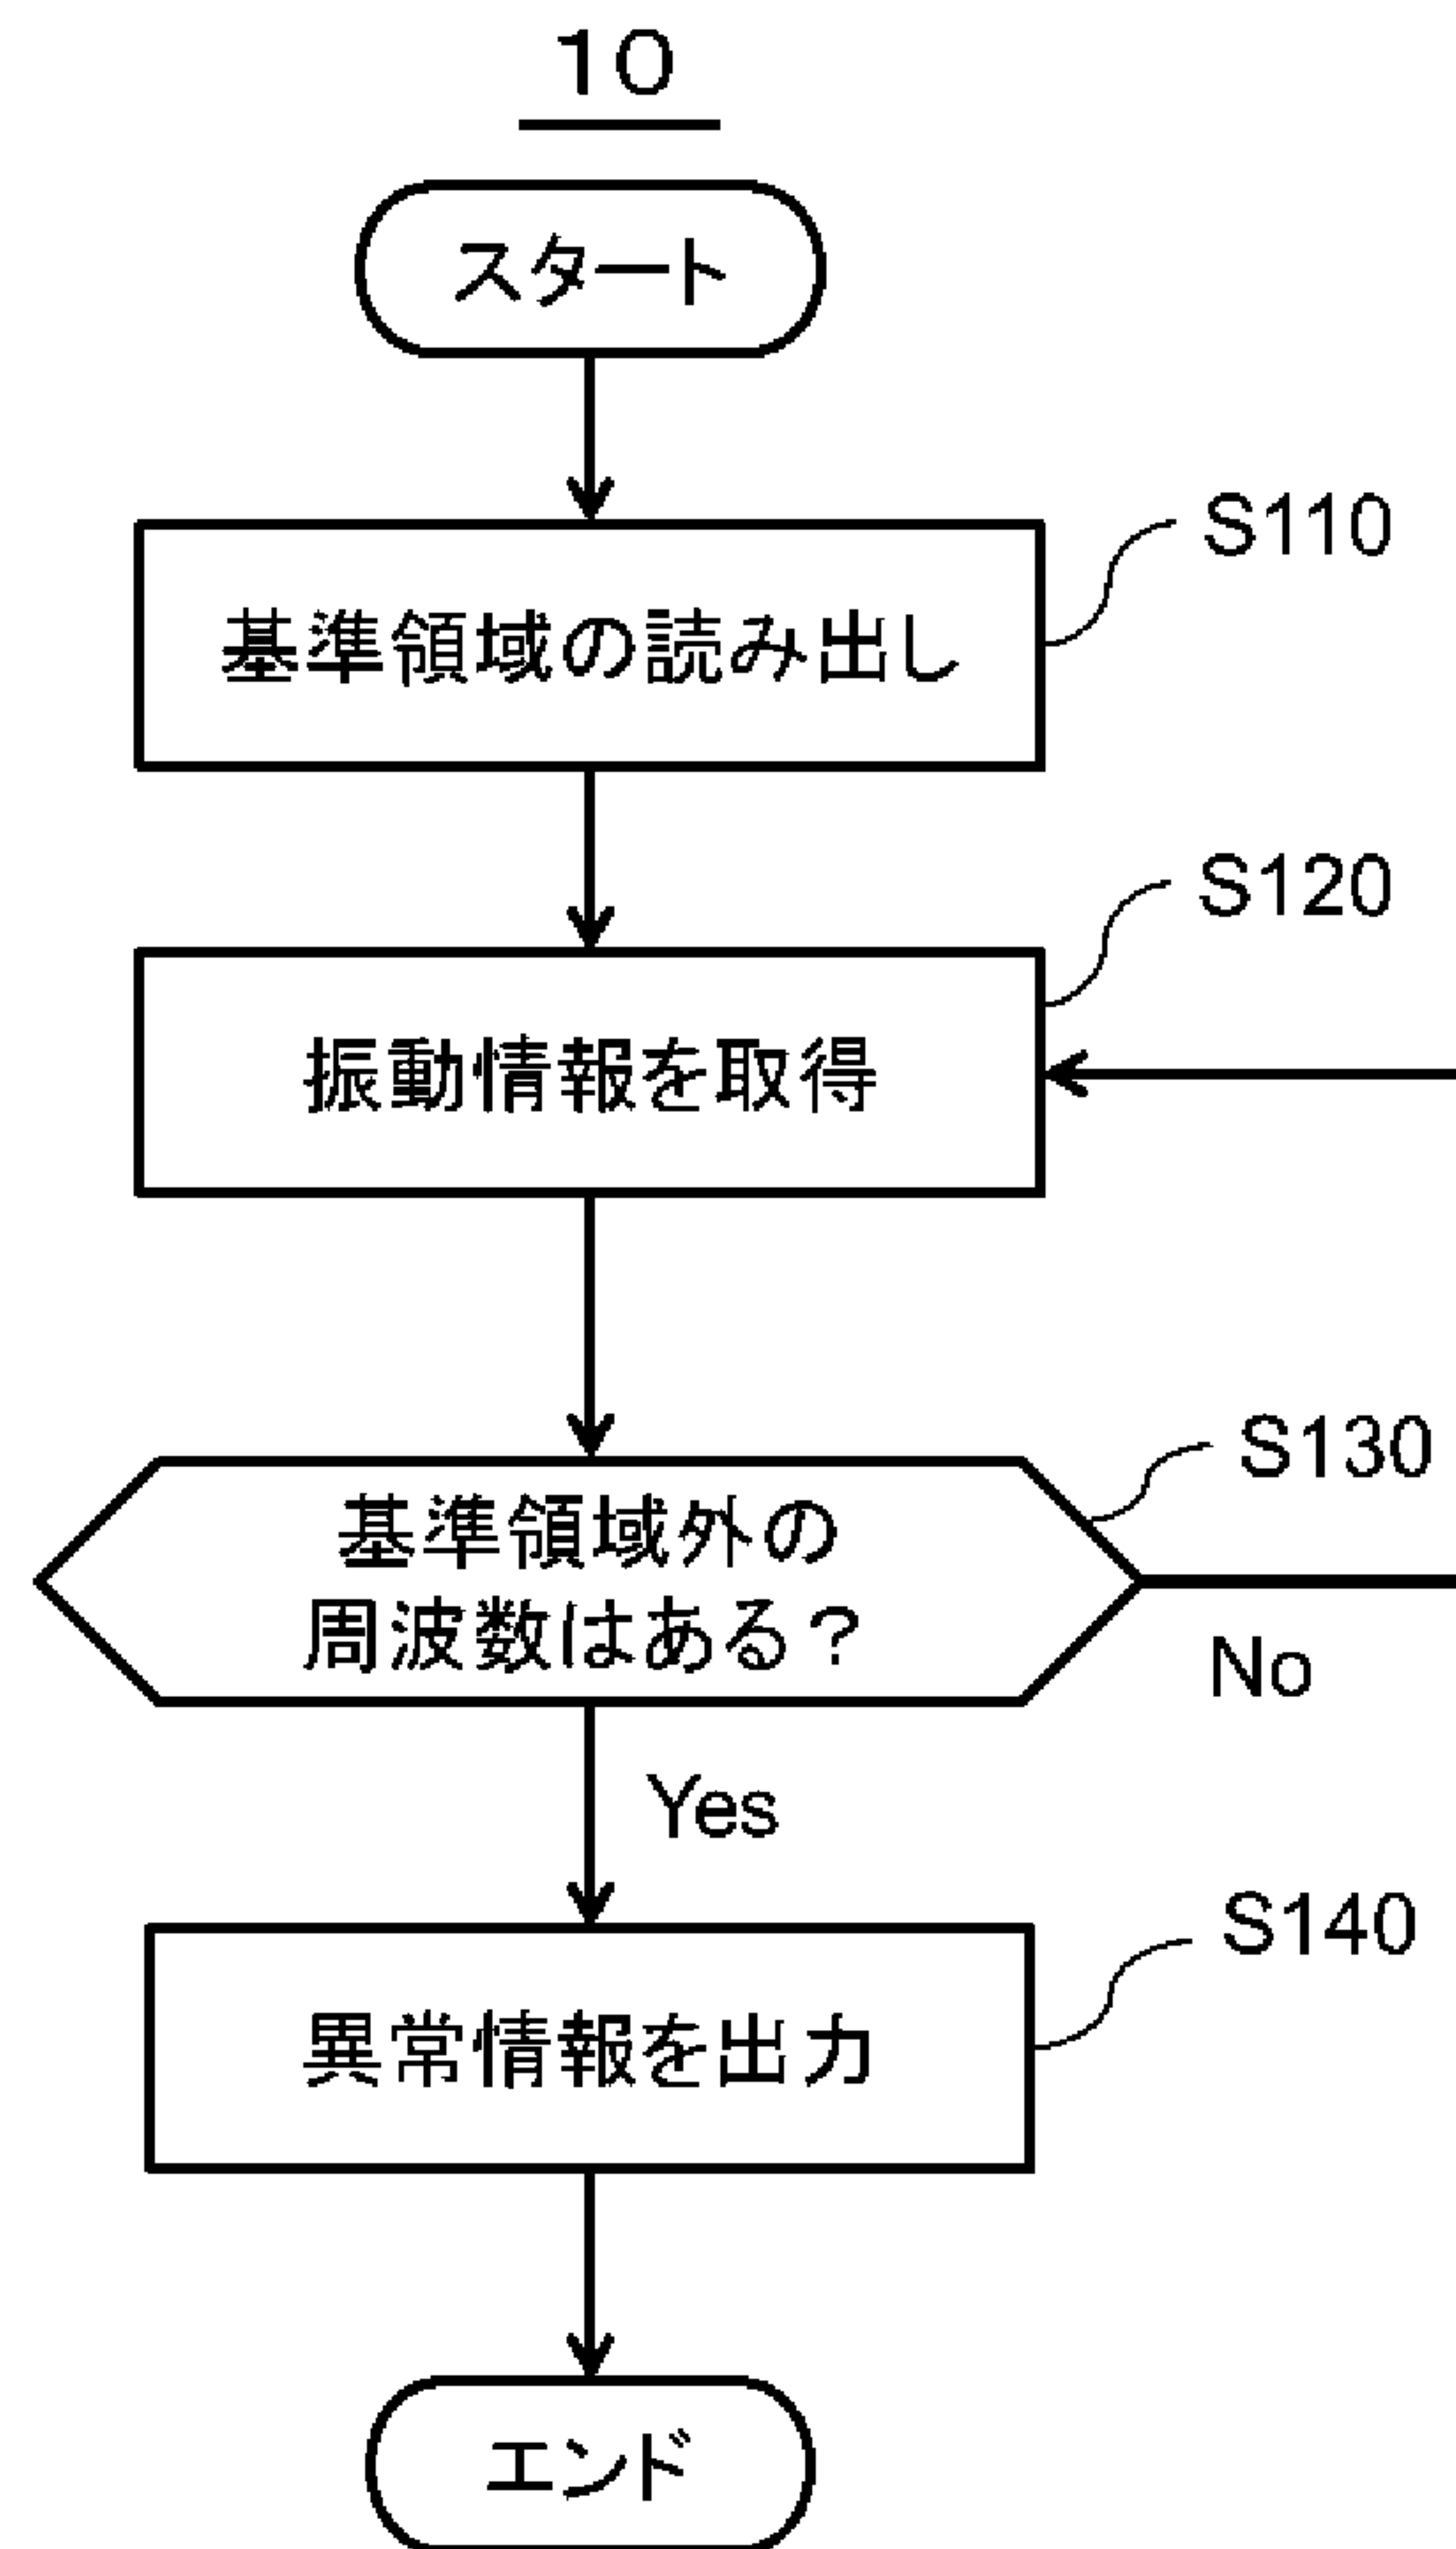 10
スタート
S110
基準領域の読み出し
S120
振動情報を取得
S130
基準領域外の
周波数はある？
No
Yes
S140
異常情報を出力
エンド